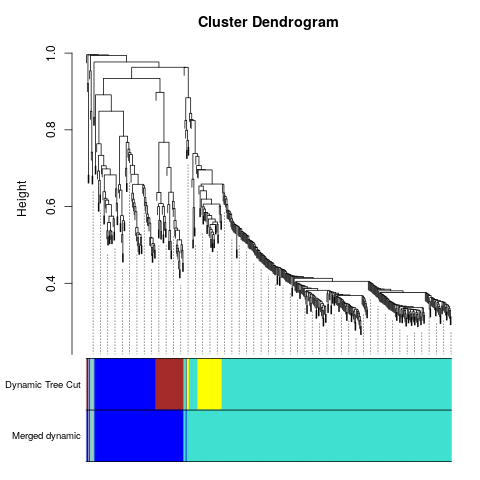 Cluster Dendrogram
Height
1.0
0.8
0.6
0.4
Dynamic Tree Cut
Merged dynamic